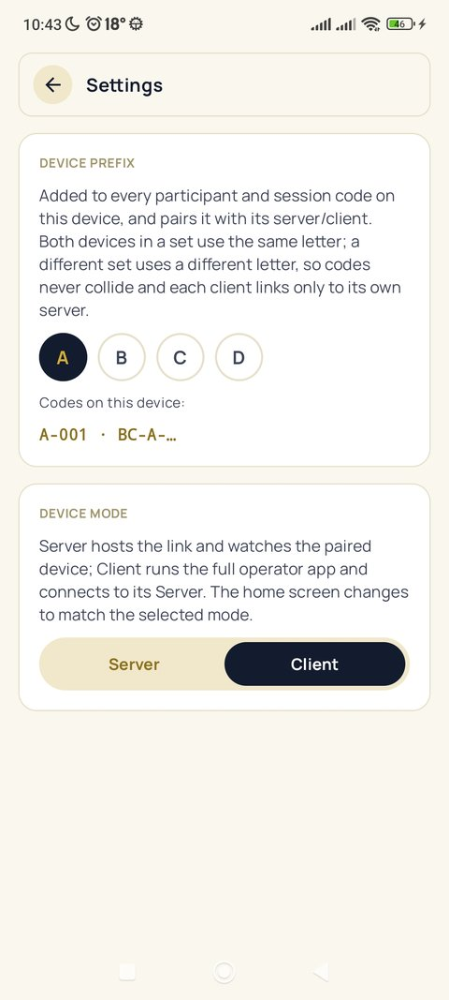 10:43 18° 46
Settings
DEVICE PREFIX
Added to every participant and session code on
this device, and pairs it with its server/client.
Both devices in a set use the same letter; a
different set uses a different letter, so codes
never collide and each client links only to its own
server.
A B C D
Codes on this device:
A-001 · BC-A-…
DEVICE MODE
Server hosts the link and watches the paired
device; Client runs the full operator app and
connects to its Server. The home screen changes
to match the selected mode.
Server Client